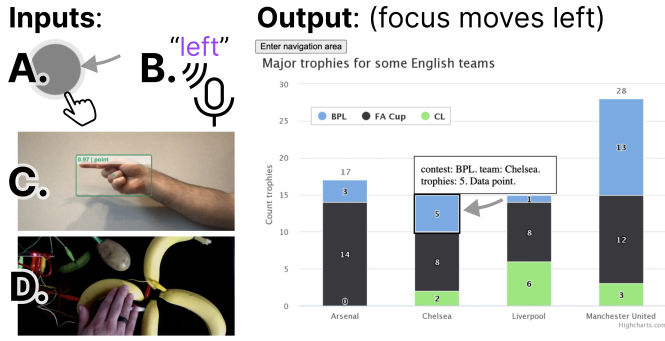 Inputs:
Output: (focus moves left)
A.
B.
“left”
C.
0.97 | point
D.
Enter navigation area
Major trophies for some English teams
BPL FA Cup CL
Count trophies
30
25
20
15
10
5
0
17
3
14
0
contest: BPL. team: Chelsea.
trophies: 5. Data point.
5
8
2
1
8
6
28
13
12
3
Arsenal Chelsea Liverpool Manchester United
Highcharts.com